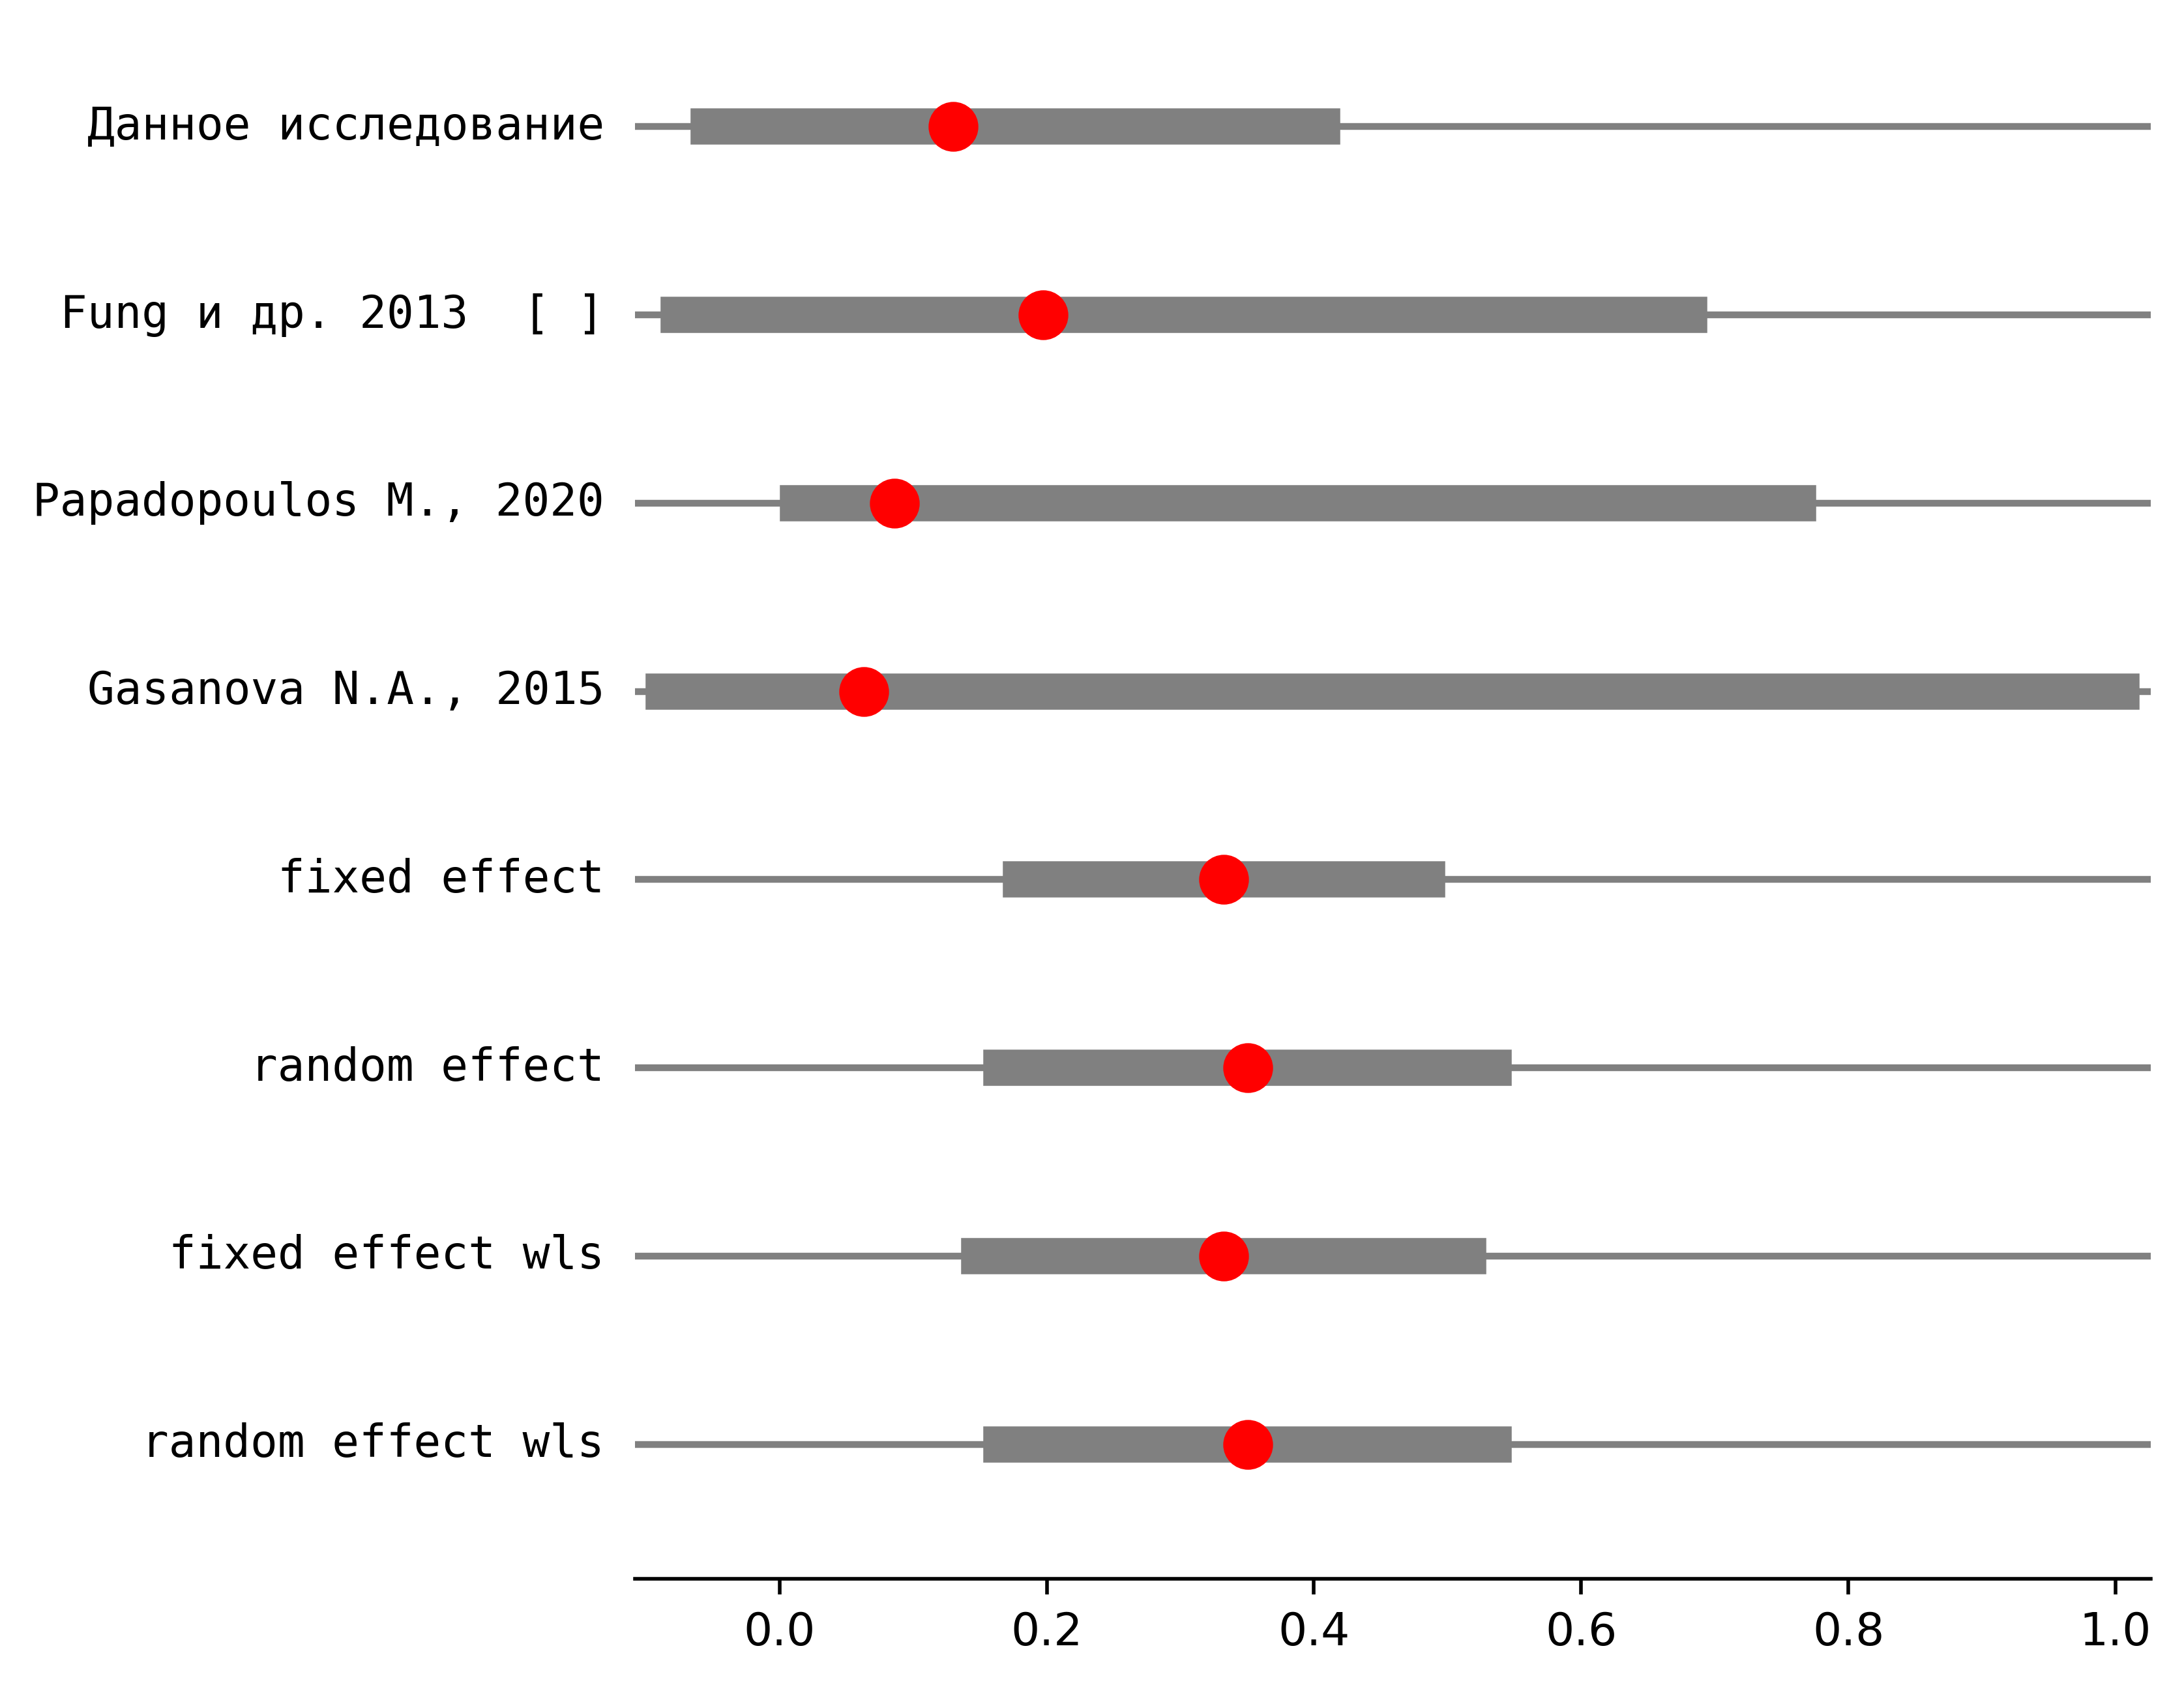 Данное исследование
Fung и др. 2013  [ ]
Papadopoulos M., 2020
Gasanova N.A., 2015
fixed effect
random effect
fixed effect wls
random effect wls
0.0 0.2 0.4 0.6 0.8 1.0